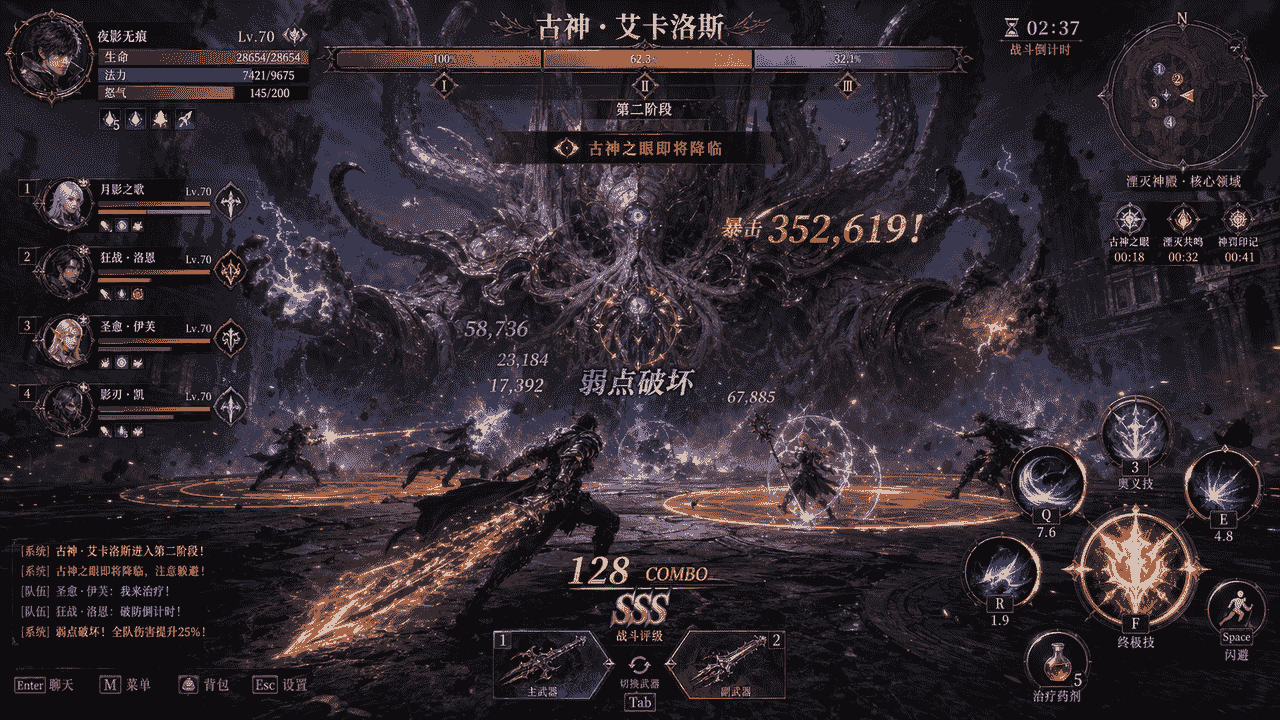 夜影无痕 Lv.70
生命 28654/28654
法力 7421/9675
怒气 145/200
5
古神·艾卡洛斯
100% 62.3% 32.1%
I II III
第二阶段
古神之眼即将降临
02:37
战斗倒计时
N
1
2
3
4
湮灭神殿·核心领域
古神之眼 湮灭共鸣 神罚印记
00:18 00:32 00:41
1 月影之歌 Lv.70
2 狂战·洛恩 Lv.70
3 圣愈·伊芙 Lv.70
4 影刃·凯 Lv.70
暴击 352,619!
58,736
23,184
17,392
弱点破坏
67,885
[系统] 古神·艾卡洛斯进入第二阶段!
[系统] 古神之眼即将降临, 注意躲避!
[队伍] 圣愈·伊芙: 我来治疗!
[队伍] 狂战·洛恩: 破防倒计时!
[系统] 弱点破坏! 全队伤害提升25%!
Enter 聊天 M 菜单 背包 Esc 设置
128 COMBO
SSS
战斗评级
1 主武器
切换武器
Tab
2 副武器
3
奥义技
Q
7.6
E
4.8
R
1.9
F
终极技
Space
闪避
5
治疗药剂